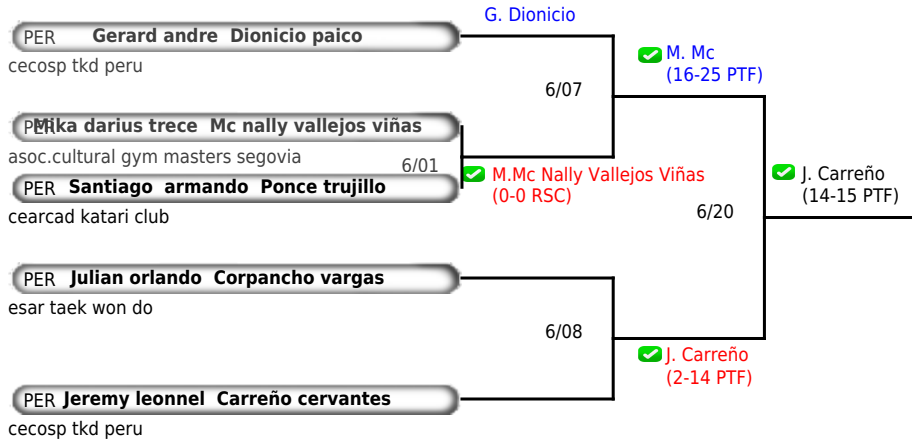 G. Dionicio
PER Gerard andre Dionicio paico
cecosp tkd peru
M. Mc
(16-25 PTF)
6/07
PER Mika darius trece Mc nally vallejos viñas
asoc.cultural gym masters segovia
6/01
M.Mc Nally Vallejos Viñas
(0-0 RSC)
PER Santiago armando Ponce trujillo
cearcad katari club
J. Carreño
(14-15 PTF)
6/20
PER Julian orlando Corpancho vargas
esar taek won do
6/08
J. Carreño
(2-14 PTF)
PER Jeremy leonnel Carreño cervantes
cecosp tkd peru